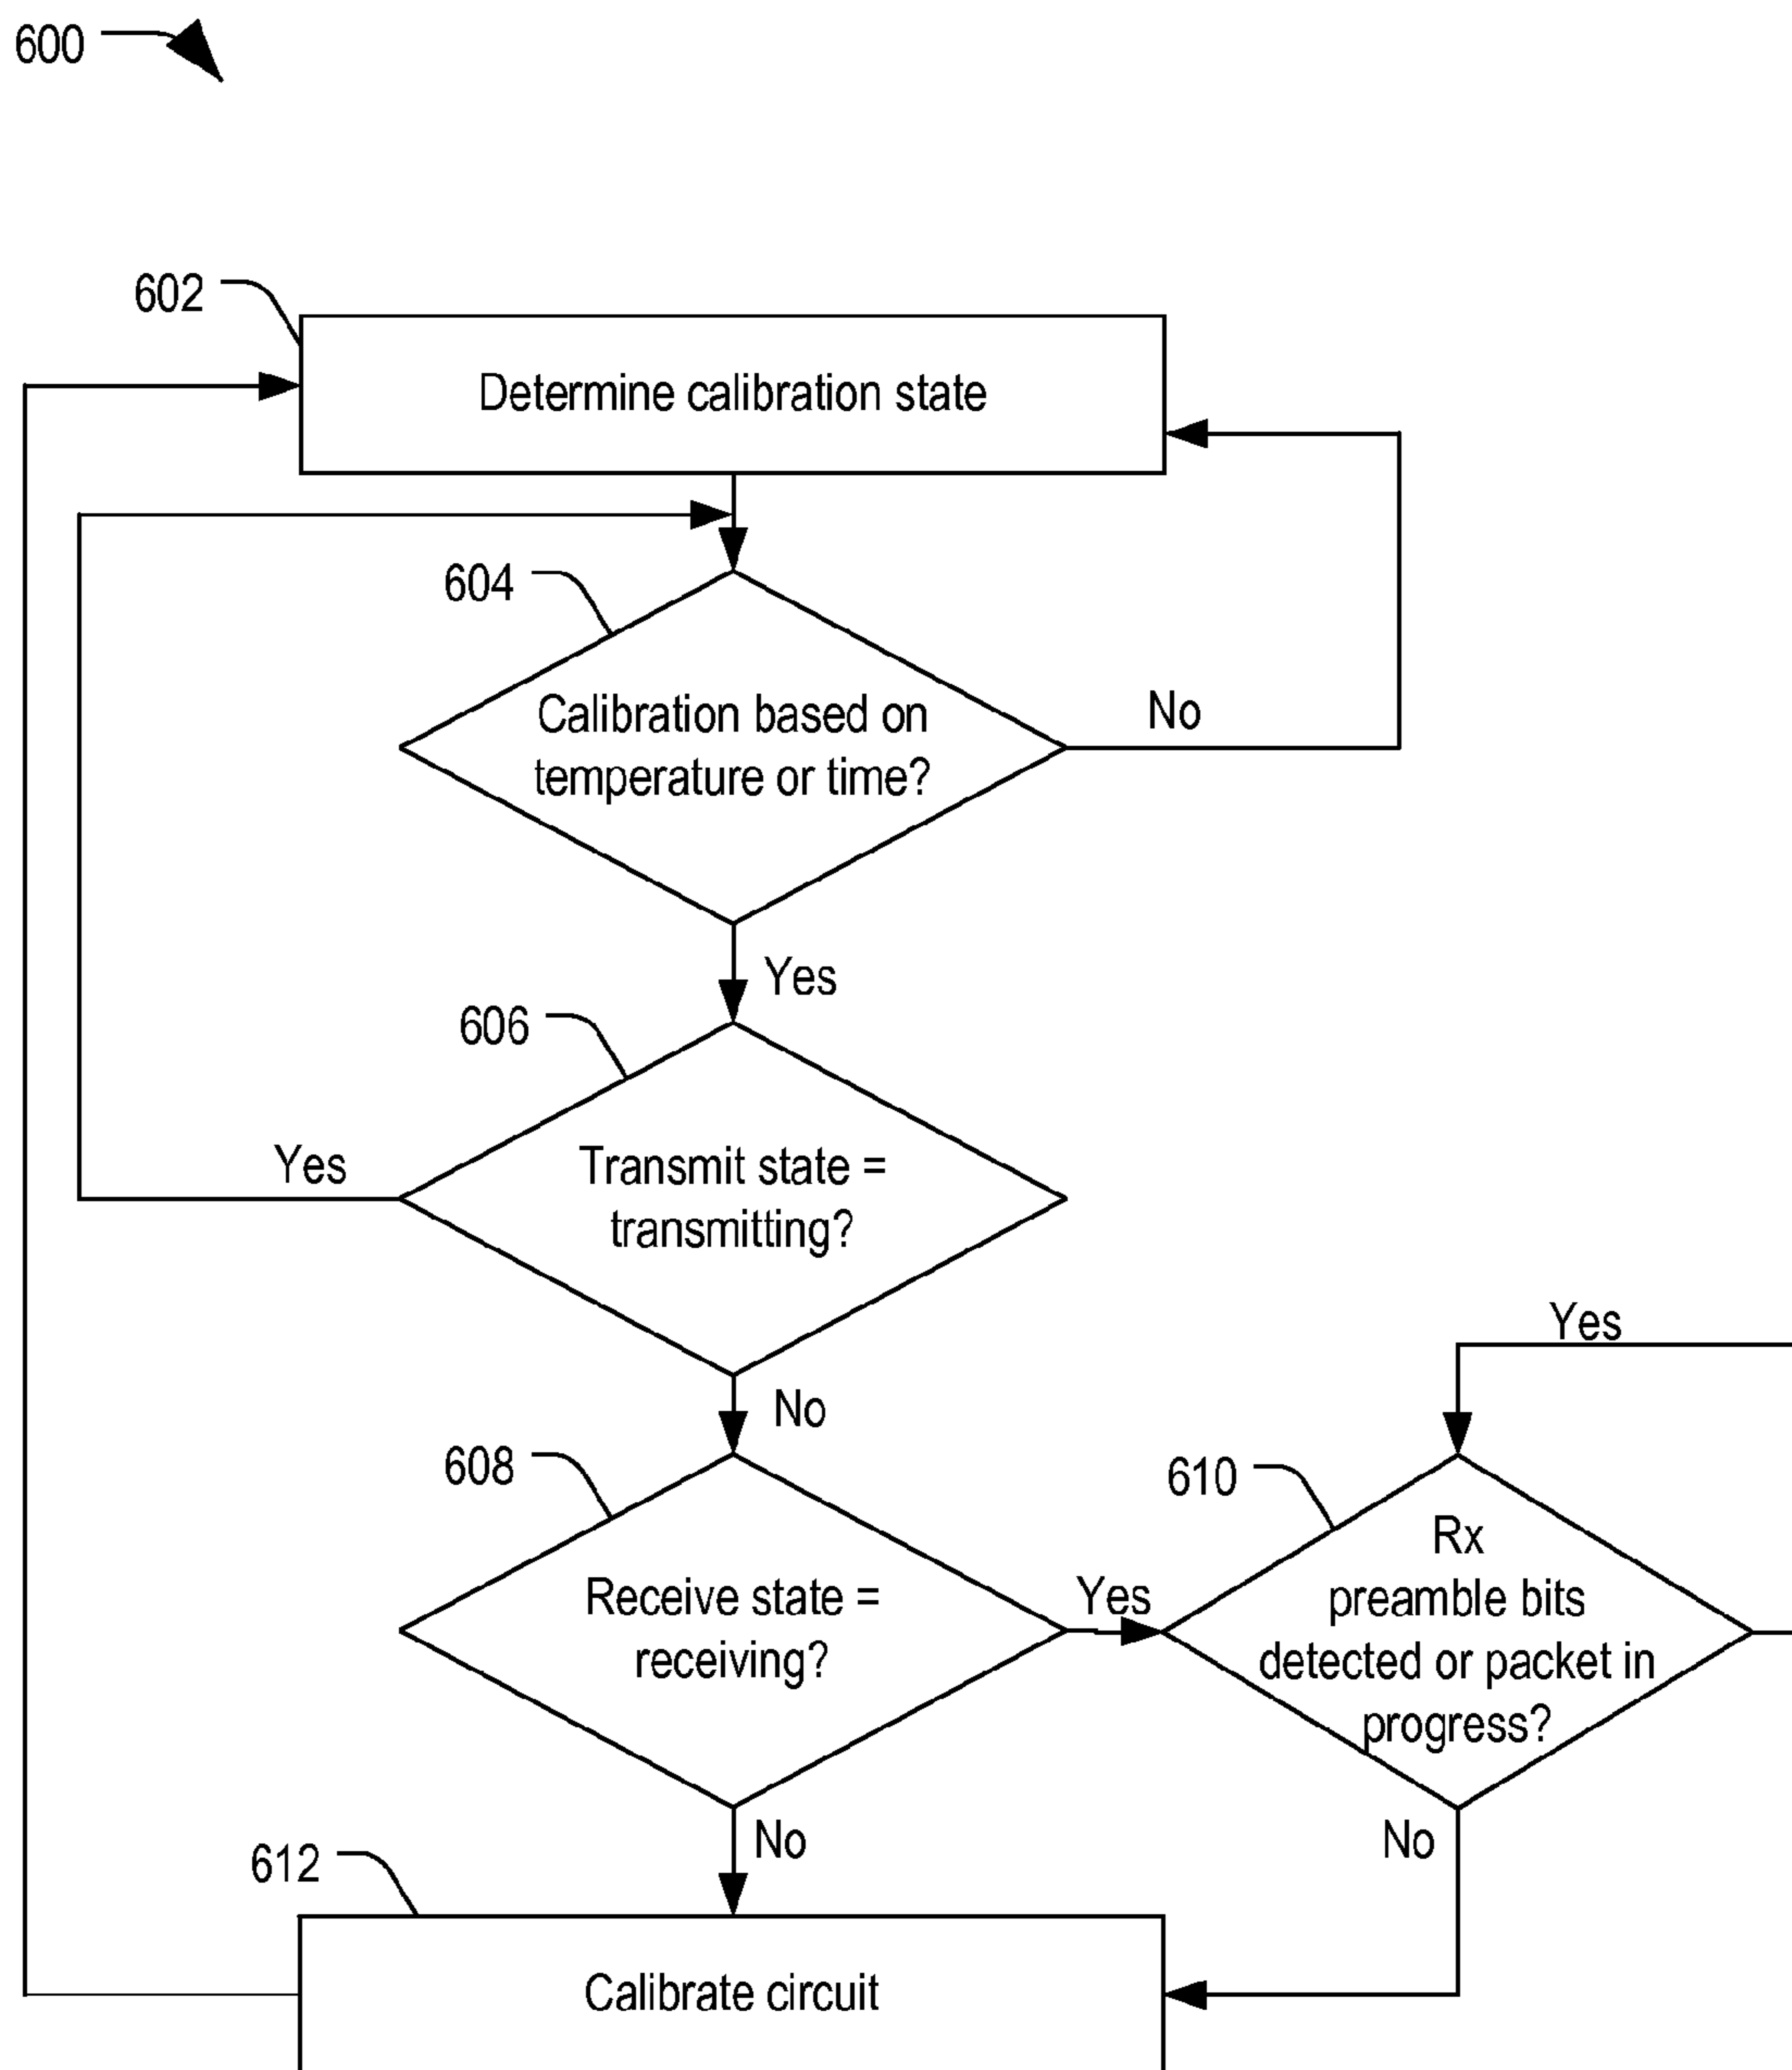 600
602
Determine calibration state
604
Calibration based on
temperature or time?
No
Yes
606
Transmit state =
transmitting?
Yes
No
608
Receive state =
receiving?
Yes
Yes
610
Rx
preamble bits
detected or packet in
progress?
No
No
612
Calibrate circuit